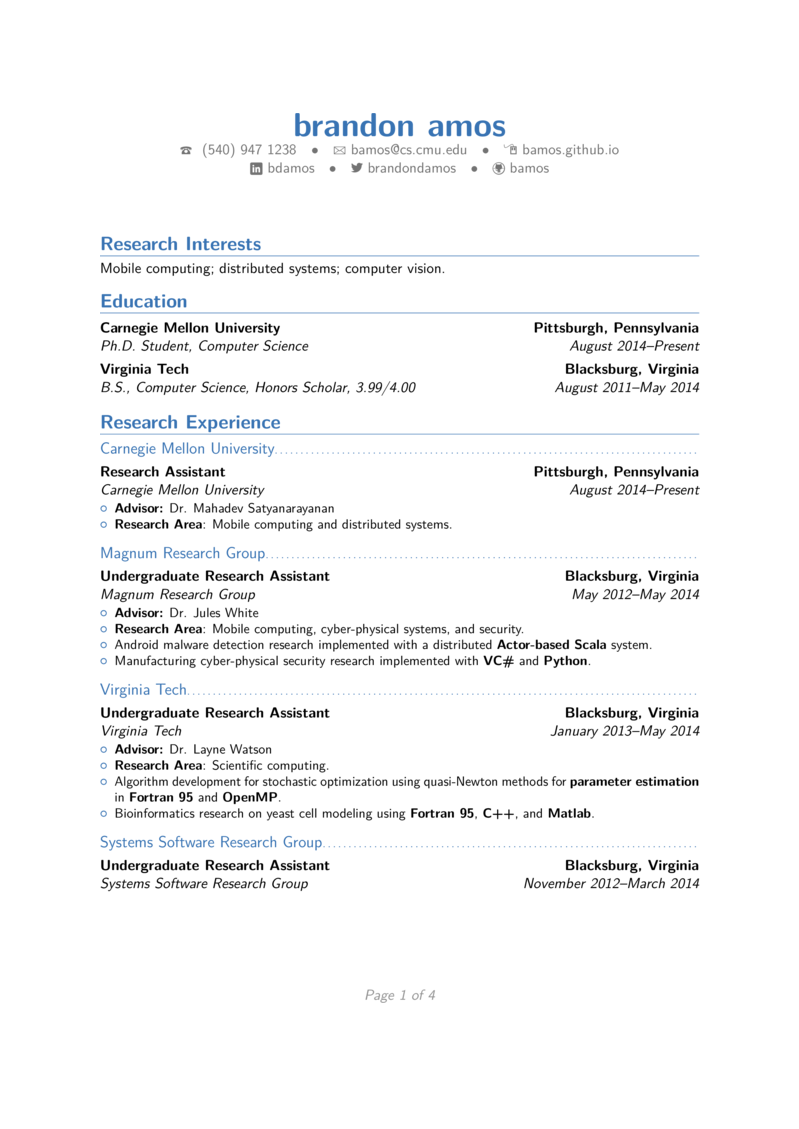 brandon amos
(540) 947 1238 • bamos@cs.cmu.edu • bamos.github.io
bdamos • brandondamos • bamos
Research Interests
Mobile computing; distributed systems; computer vision.
Education
Carnegie Mellon University Pittsburgh, Pennsylvania
Ph.D. Student, Computer Science August 2014–Present
Virginia Tech Blacksburg, Virginia
B.S., Computer Science, Honors Scholar, 3.99/4.00 August 2011–May 2014
Research Experience
Carnegie Mellon University
Research Assistant Pittsburgh, Pennsylvania
Carnegie Mellon University August 2014–Present
Advisor: Dr. Mahadev Satyanarayanan
Research Area: Mobile computing and distributed systems.
Magnum Research Group
Undergraduate Research Assistant Blacksburg, Virginia
Magnum Research Group May 2012–May 2014
Advisor: Dr. Jules White
Research Area: Mobile computing, cyber-physical systems, and security.
Android malware detection research implemented with a distributed Actor-based Scala system.
Manufacturing cyber-physical security research implemented with VC# and Python.
Virginia Tech
Undergraduate Research Assistant Blacksburg, Virginia
Virginia Tech January 2013–May 2014
Advisor: Dr. Layne Watson
Research Area: Scientific computing.
Algorithm development for stochastic optimization using quasi-Newton methods for parameter estimation
in Fortran 95 and OpenMP.
Bioinformatics research on yeast cell modeling using Fortran 95, C++, and Matlab.
Systems Software Research Group
Undergraduate Research Assistant Blacksburg, Virginia
Systems Software Research Group November 2012–March 2014
Page 1 of 4